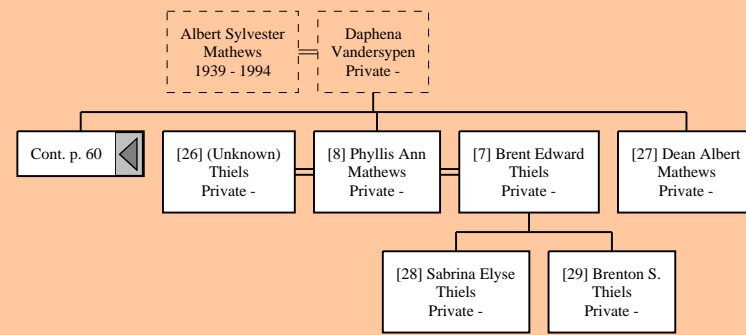 Albert Sylvester
Mathews
1939 - 1994
Daphena
Vandersypen
Private -
Cont. p. 60
[26] (Unknown)
Thiels
Private -
[8] Phyllis Ann
Mathews
Private -
[7] Brent Edward
Thiels
Private -
[27] Dean Albert
Mathews
Private -
[28] Sabrina Elyse
Thiels
Private -
[29] Brenton S.
Thiels
Private -